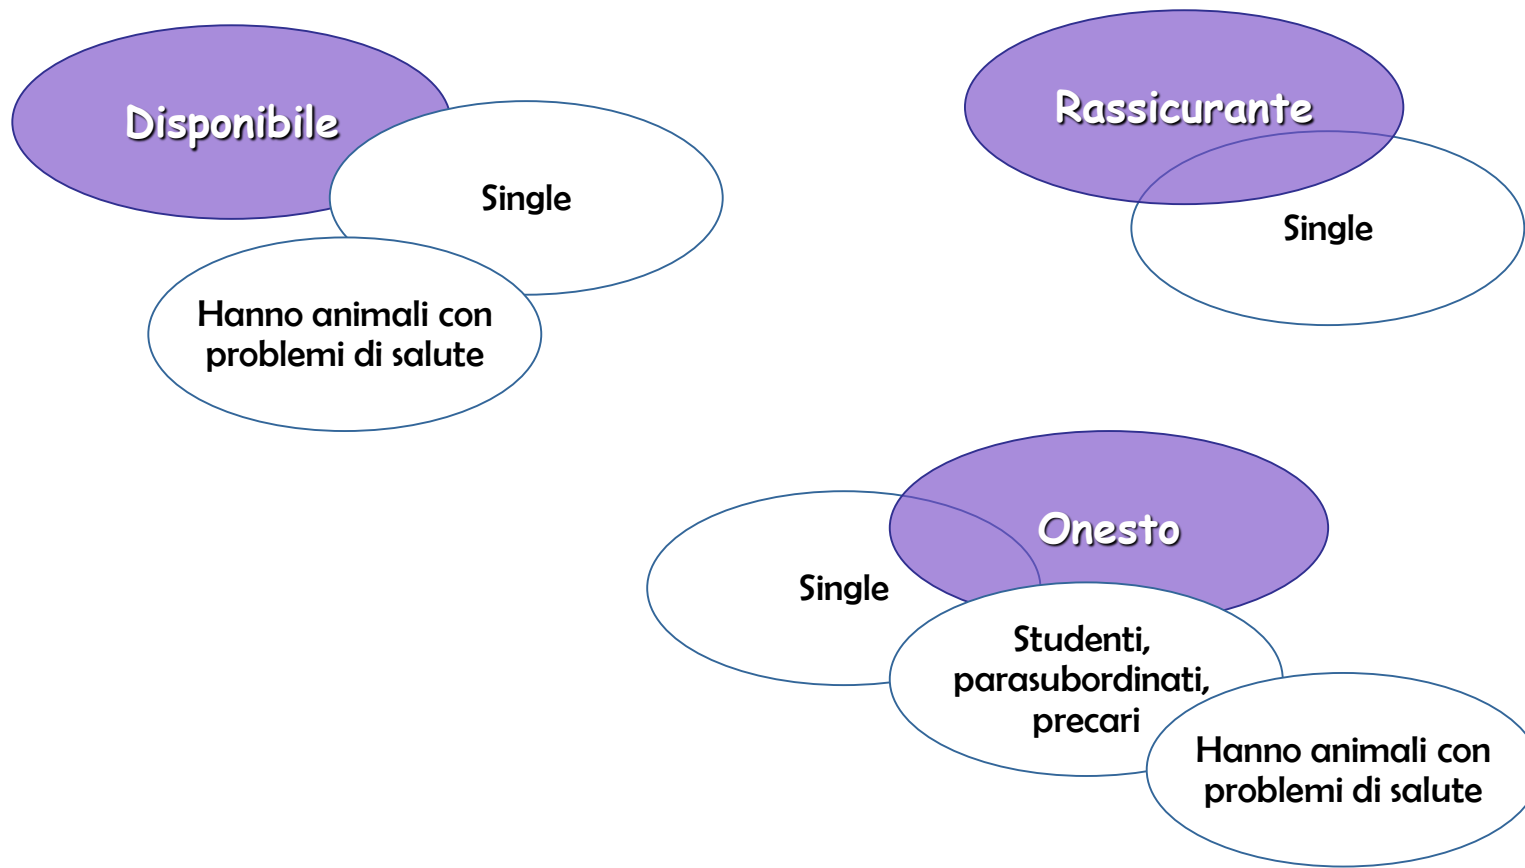 Disponibile
Single
Hanno animali con
problemi di salute
Rassicurante
Single
Onesto
Single
Studenti,
parasubordinati,
precari
Hanno animali con
problemi di salute